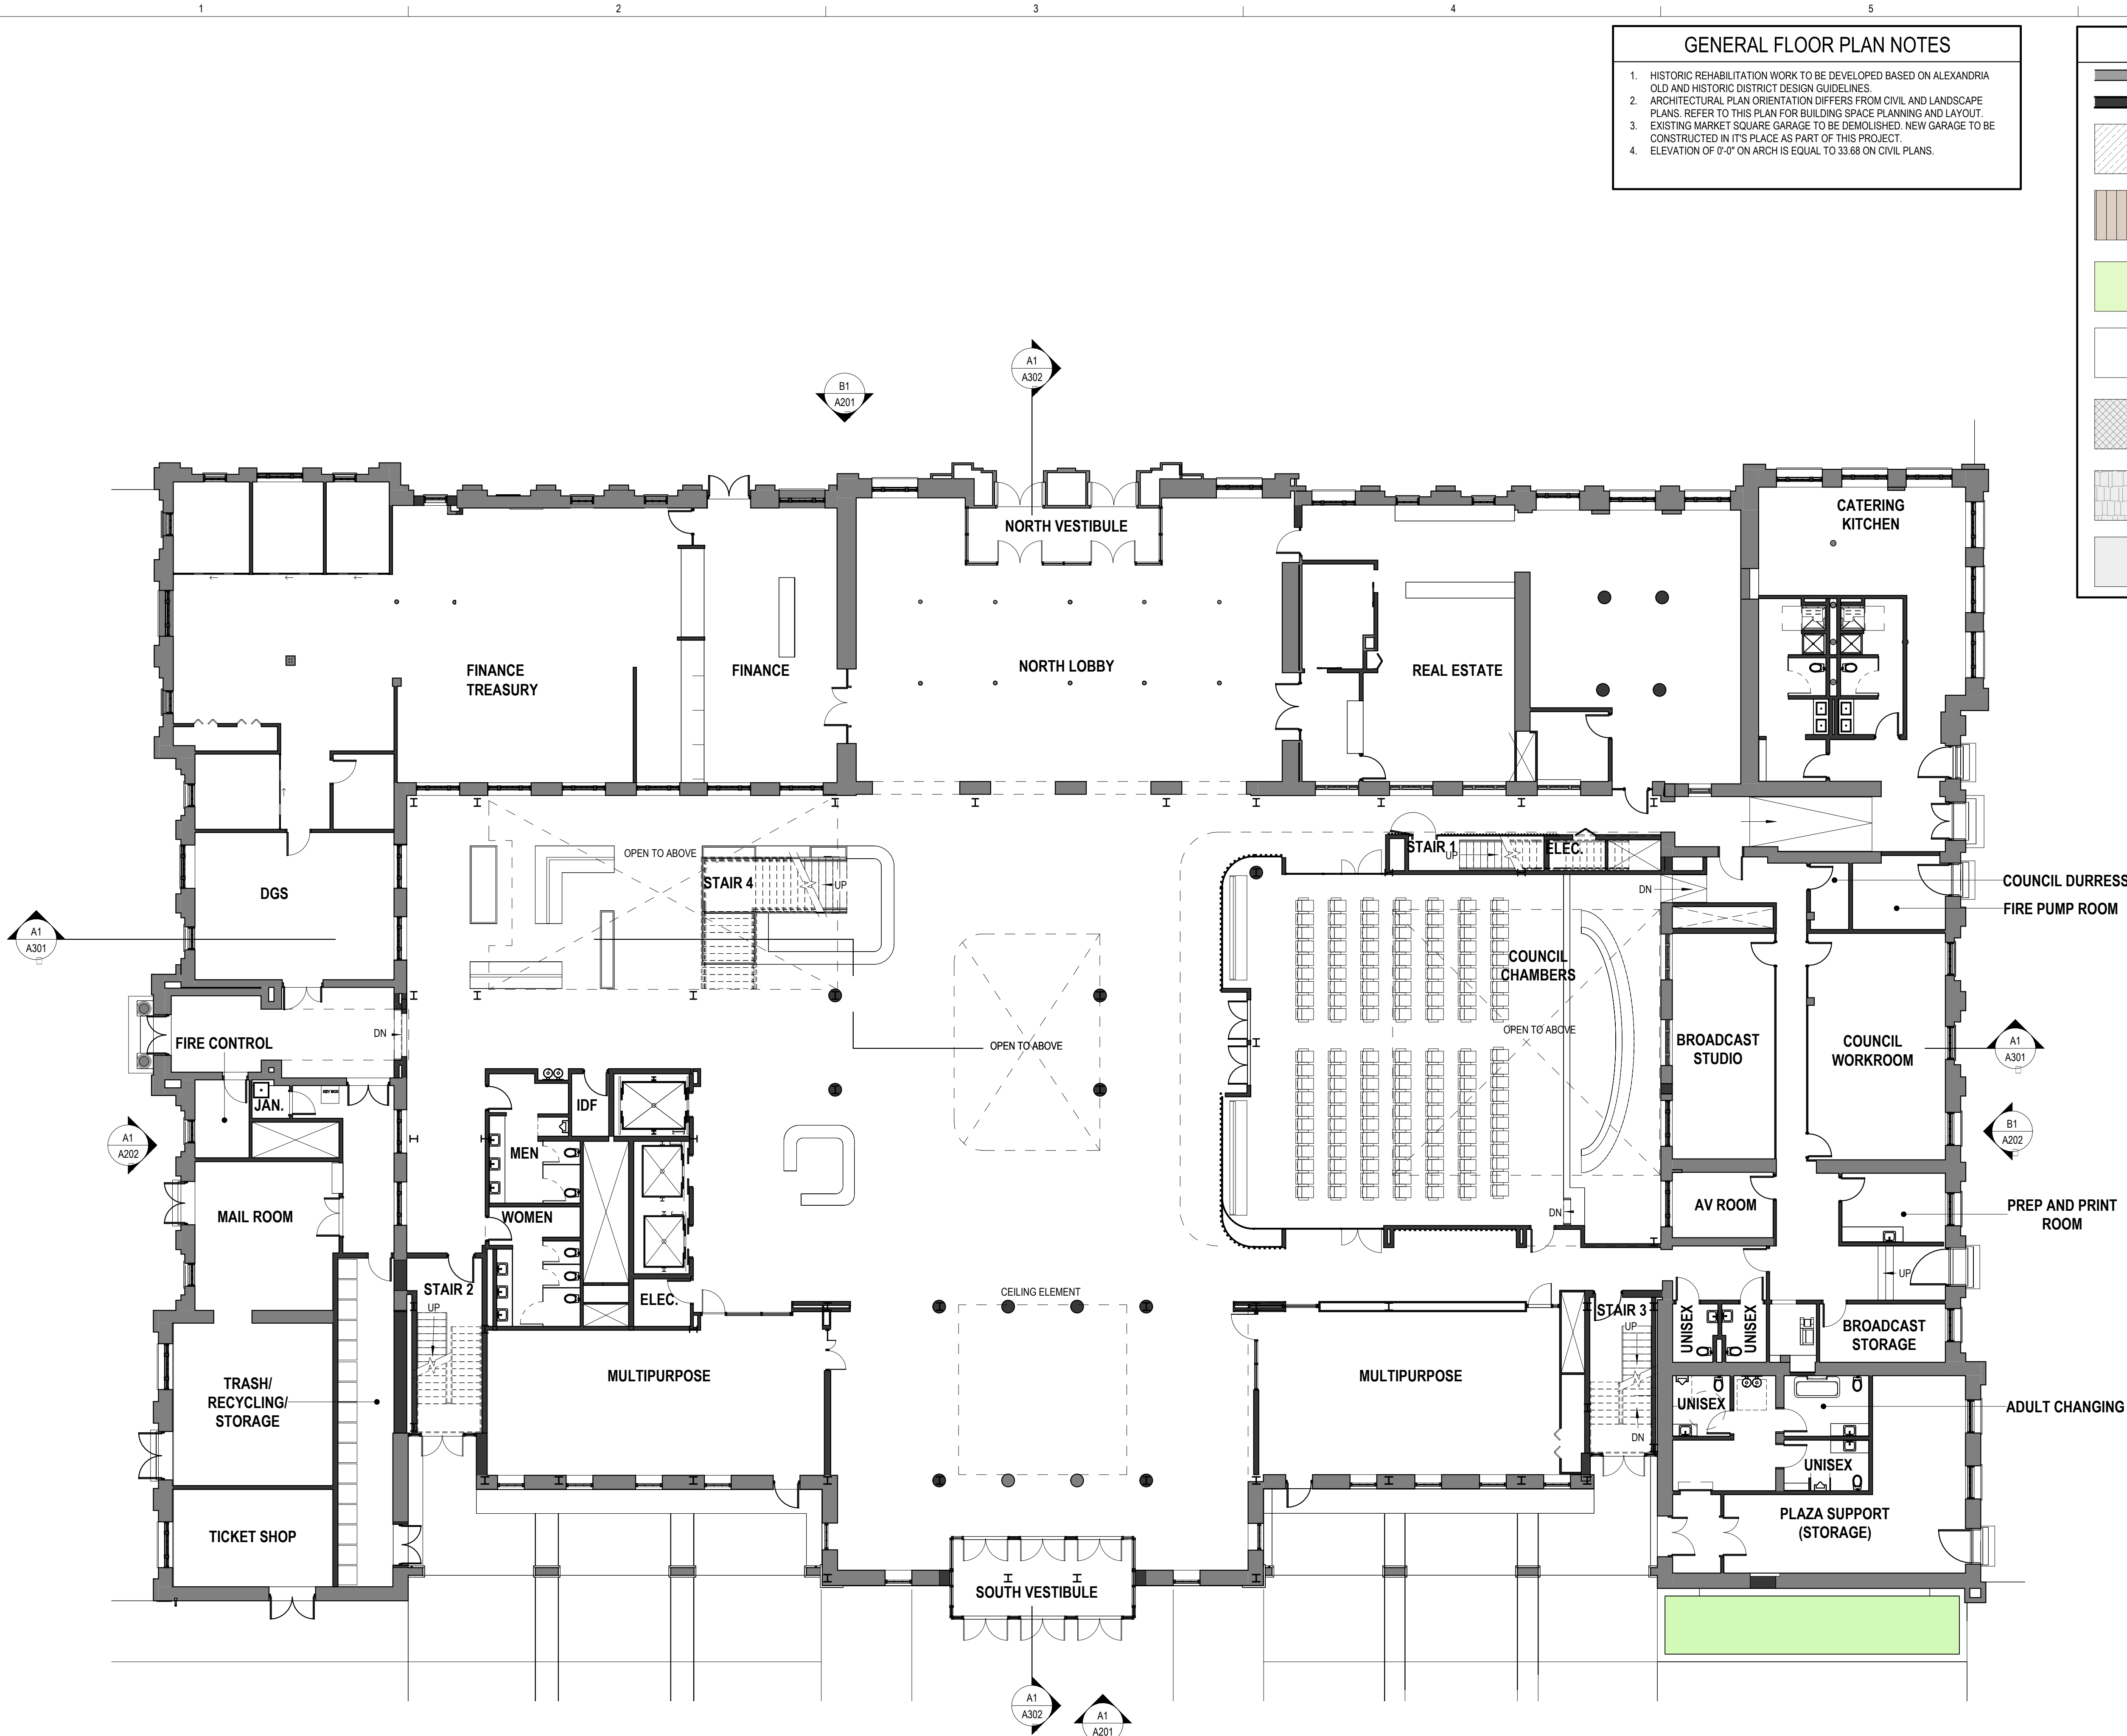 1 2 3 4 5
GENERAL FLOOR PLAN NOTES
1. HISTORIC REHABILITATION WORK TO BE DEVELOPED BASED ON ALEXANDRIA
OLD AND HISTORIC DISTRICT DESIGN GUIDELINES.
2. ARCHITECTURAL PLAN ORIENTATION DIFFERS FROM CIVIL AND LANDSCAPE
PLANS. REFER TO THIS PLAN FOR BUILDING SPACE PLANNING AND LAYOUT.
3. EXISTING MARKET SQUARE GARAGE TO BE DEMOLISHED. NEW GARAGE TO BE
CONSTRUCTED IN IT'S PLACE AS PART OF THIS PROJECT.
4. ELEVATION OF 0'-0" ON ARCH IS EQUAL TO 33.68 ON CIVIL PLANS.
A1
A302
B1
A201
CATERING
KITCHEN
NORTH VESTIBULE
FINANCE
TREASURY
FINANCE
NORTH LOBBY
REAL ESTATE
OPEN TO ABOVE
STAIR 1
UP
ELEC.
STAIR 4
UP
DGS
DN
COUNCIL DURRESS
FIRE PUMP ROOM
A1
A301
COUNCIL
CHAMBERS
OPEN TO ABOVE
DN
FIRE CONTROL
OPEN TO ABOVE
BROADCAST
STUDIO
COUNCIL
WORKROOM
A1
A301
KEY BOX
JAN.
IDF
A1
A202
B1
A202
MEN
WOMEN
MAIL ROOM
DN
AV ROOM
PREP AND PRINT
ROOM
STAIR 2
UP
ELEC.
CEILING ELEMENT
STAIR 3
UP
UP
UNISEX
UNISEX
BROADCAST
STORAGE
TRASH/
RECYCLING/
STORAGE
MULTIPURPOSE
MULTIPURPOSE
DN
UNISEX
ADULT CHANGING
UNISEX
TICKET SHOP
PLAZA SUPPORT
(STORAGE)
SOUTH VESTIBULE
A1
A302
A1
A201